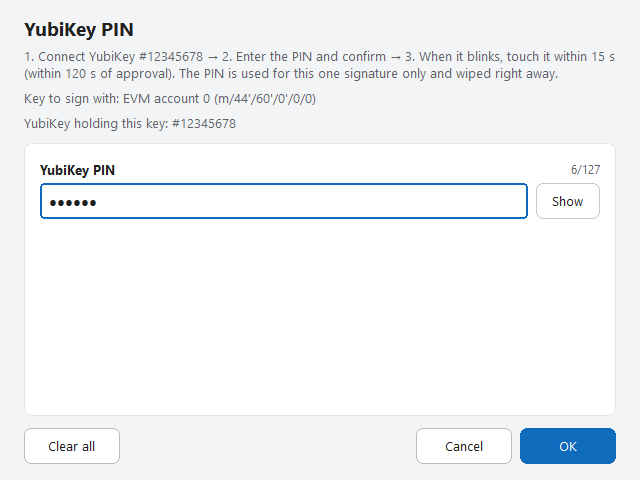 YubiKey PIN
1. Connect YubiKey #12345678 → 2. Enter the PIN and confirm → 3. When it blinks, touch it within 15 s
(within 120 s of approval). The PIN is used for this one signature only and wiped right away.
Key to sign with: EVM account 0 (m/44'/60'/0'/0/0)
YubiKey holding this key: #12345678
YubiKey PIN 6/127
●●●●●● Show
Clear all Cancel OK